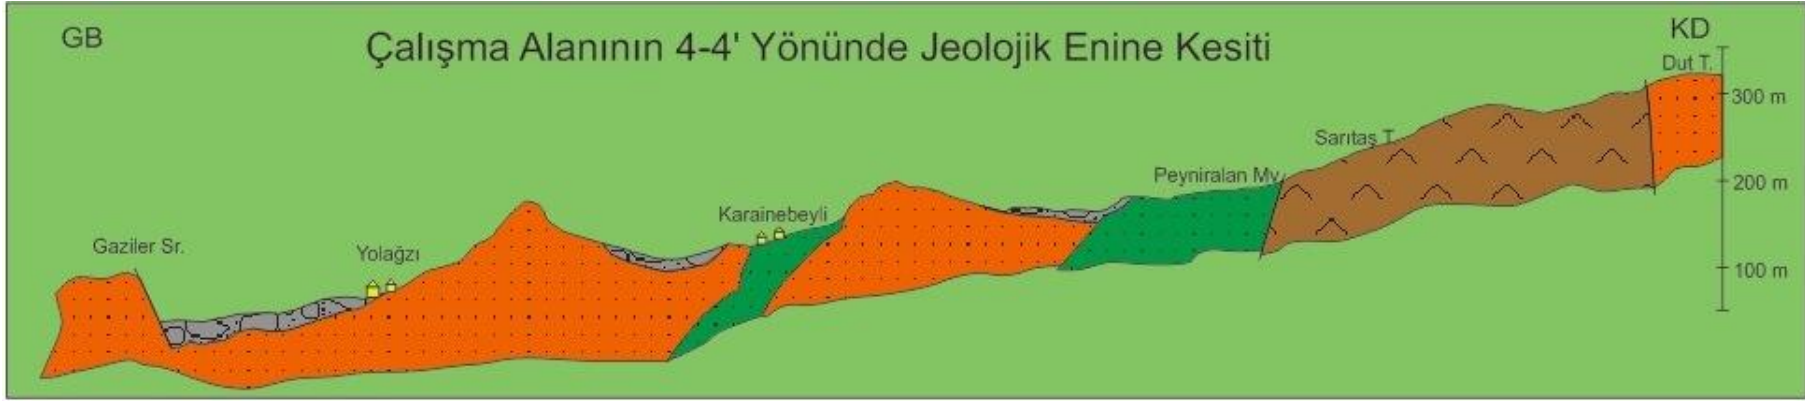 GB
Çalışma Alanının 4-4' Yönünde Jeolojik Enine Kesiti
KD
Dut T.
300 m
Sarıtaş T.
Peyniralan Mv.
200 m
Karainebeyli
Gaziler Sr.
Yolağzı
100 m